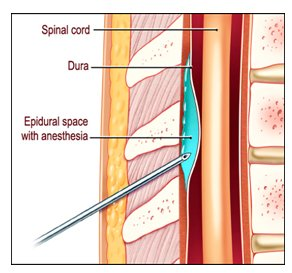 Spinal cord
Dura
Epidural space
with anesthesia